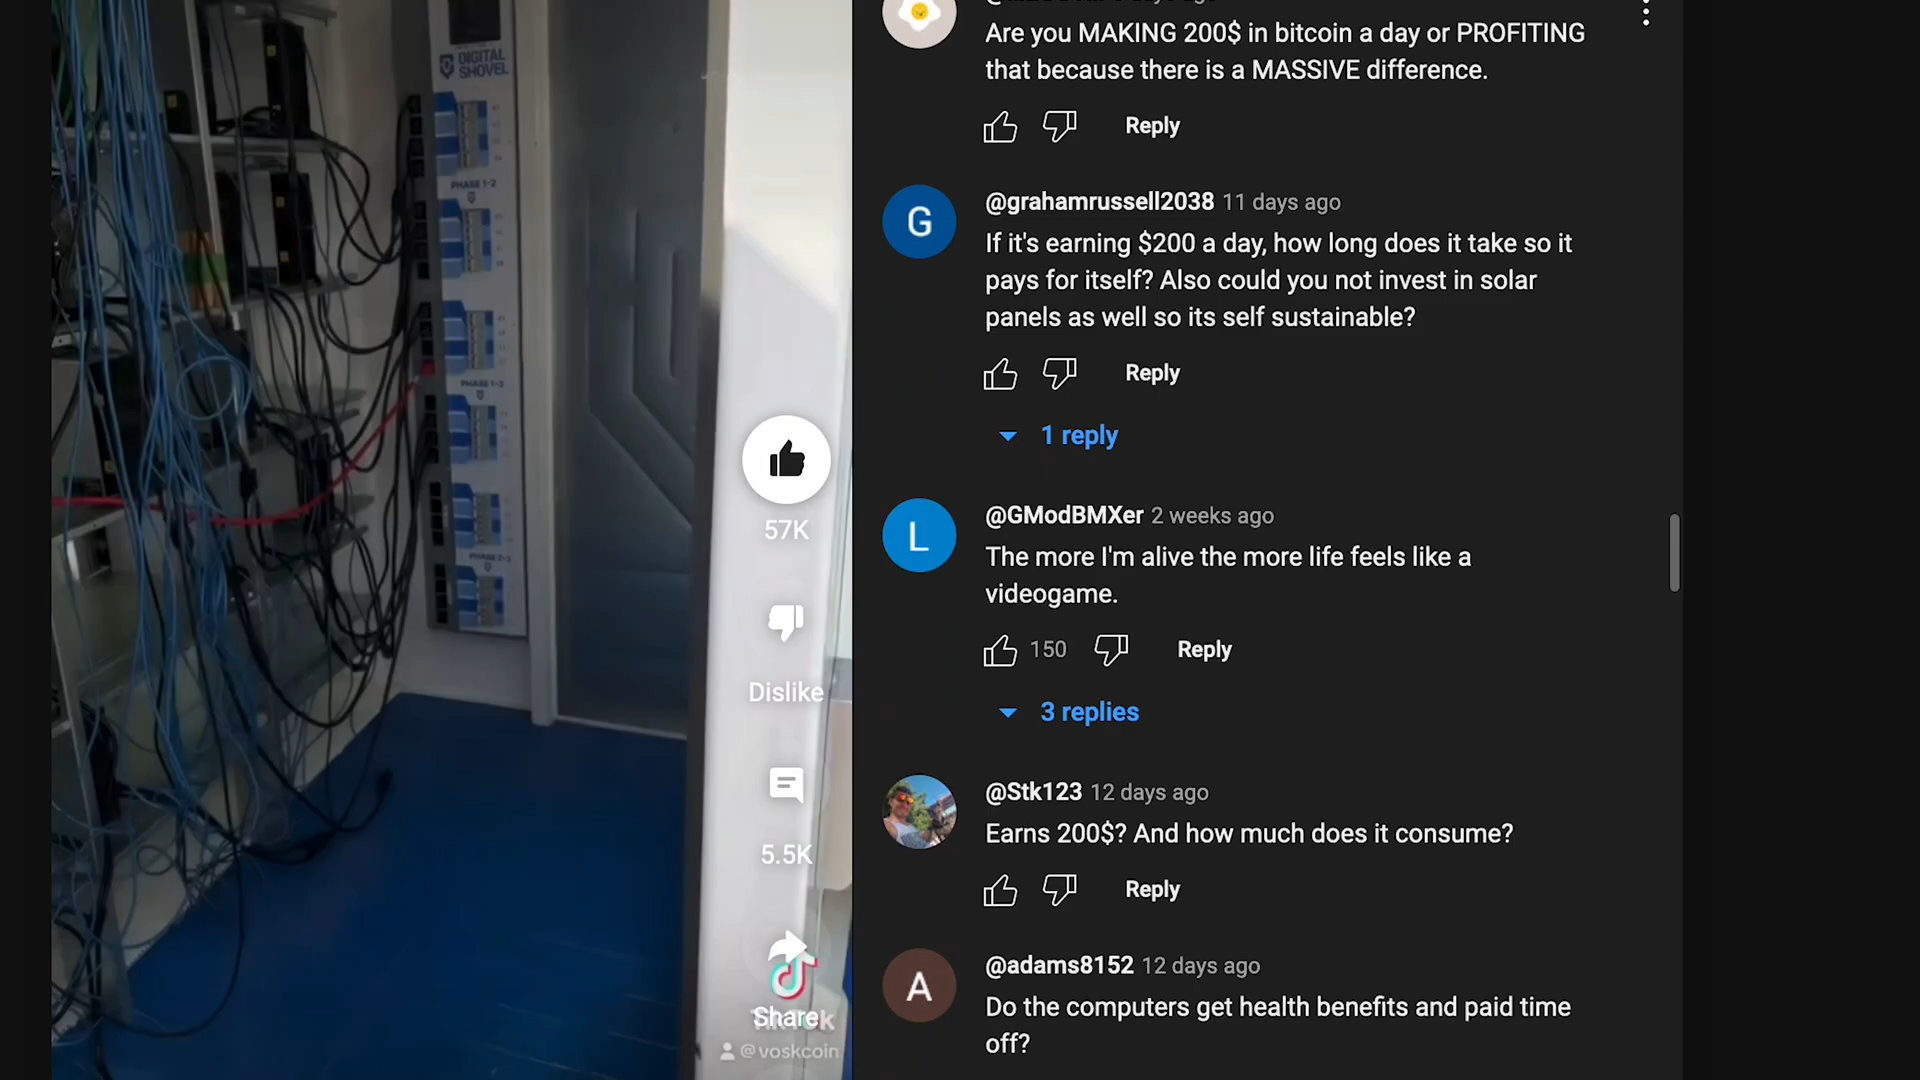 DIGITAL
SHOVEL
PHASE 1-2
PHASE 1-3
PHASE 2-3
57K
Dislike
5.5K
Share
@voskcoin
Are you MAKING 200$ in bitcoin a day or PROFITING
that because there is a MASSIVE difference.
Reply
G
@grahamrussell2038 11 days ago
If it's earning $200 a day, how long does it take so it
pays for itself? Also could you not invest in solar
panels as well so its self sustainable?
Reply
1 reply
L
@GModBMXer 2 weeks ago
The more I'm alive the more life feels like a
videogame.
150
Reply
3 replies
@Stk123 12 days ago
Earns 200$? And how much does it consume?
Reply
A
@adams8152 12 days ago
Do the computers get health benefits and paid time
off?